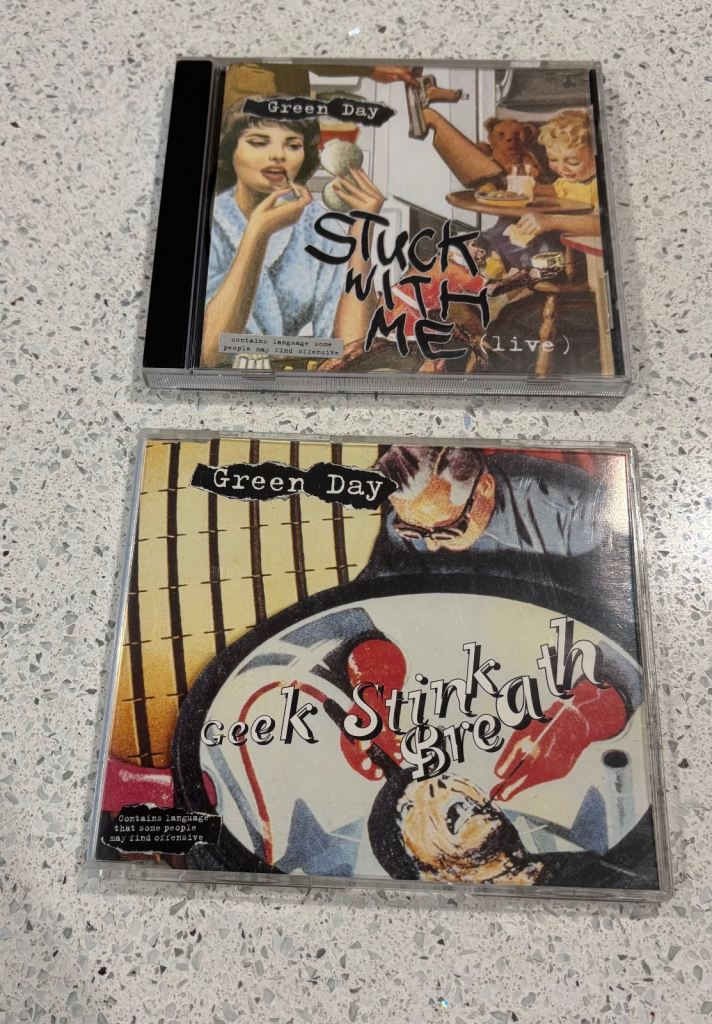 Green Day
STUCK
WITH
ME (live)
contains language some
people may find offensive
Green Day
Geek Stink
Breath
Contains language
that some people
may find offensive